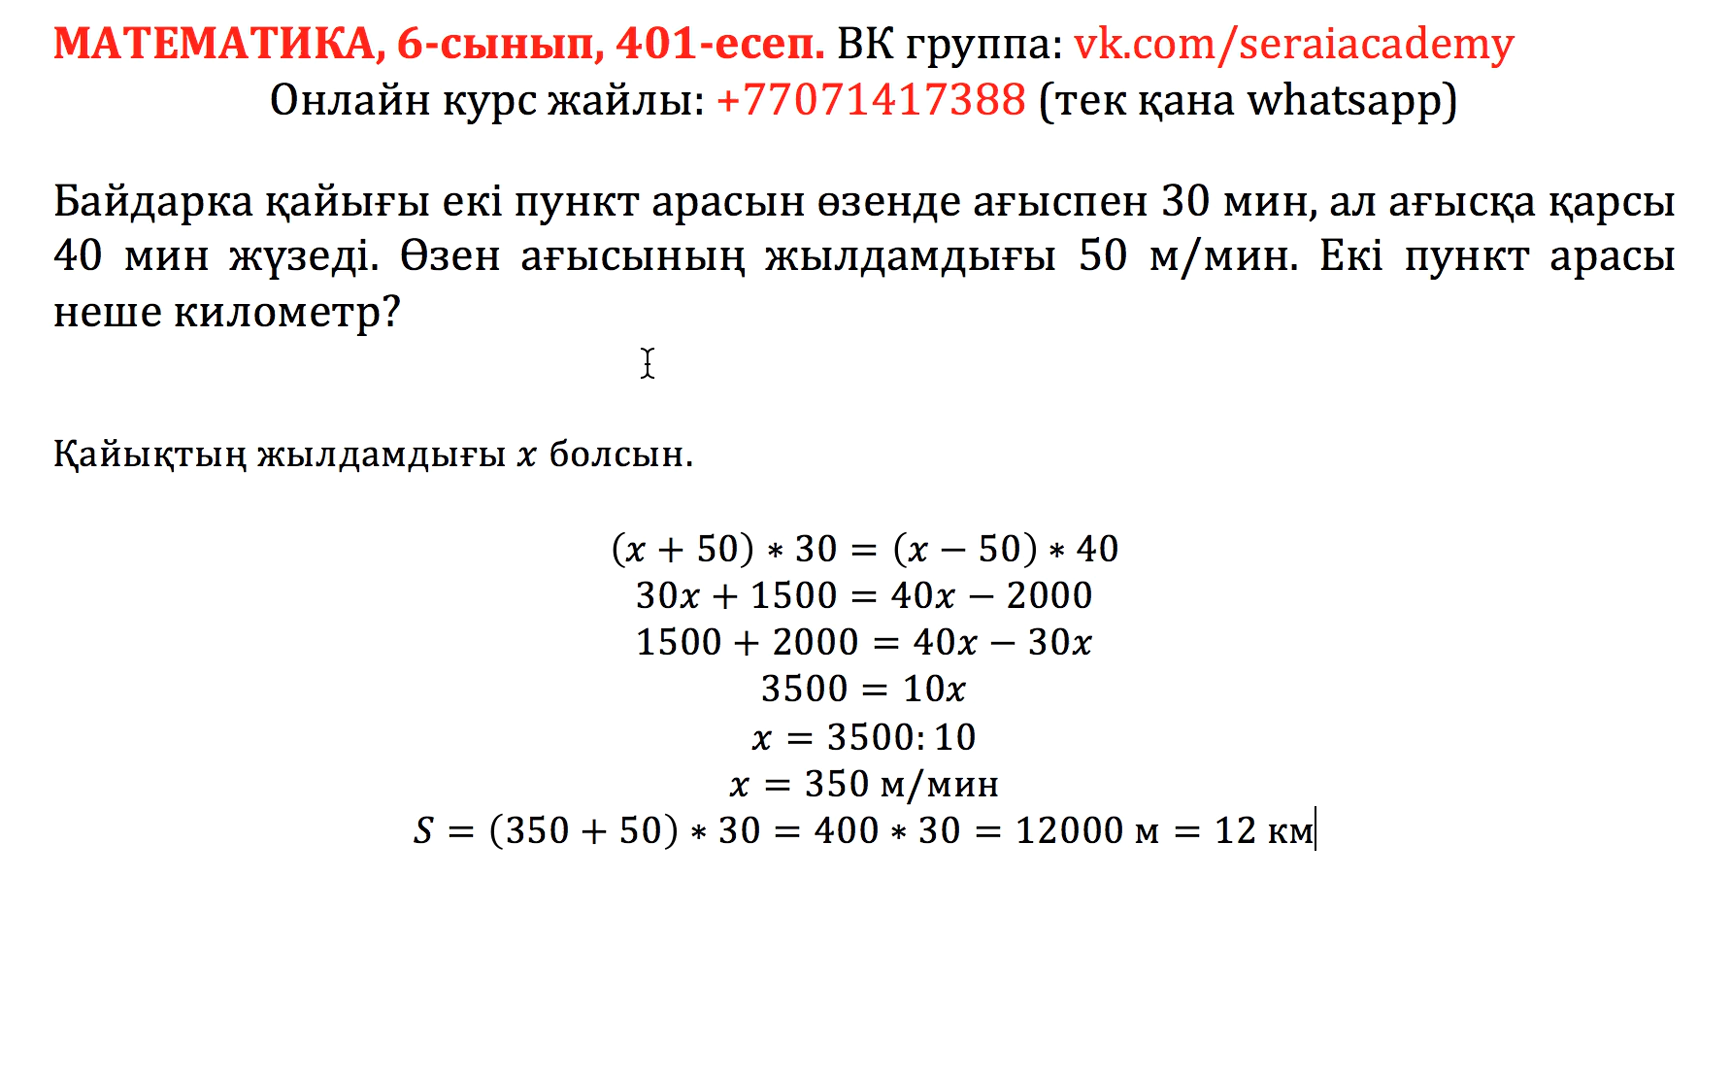 МАТЕМАТИКА, 6-сынып, 401-есеп. ВК группа: vk.com/seraiacademy
Онлайн курс жайлы: +77071417388 (тек қана whatsapp)
Байдарка қайығы екі пункт арасын өзенде ағыспен 30 мин, ал ағысқа қарсы
40 мин жүзеді. Өзен ағысының жылдамдығы 50 м/мин. Екі пункт арасы
неше километр?
Қайықтың жылдамдығы x болсын.
(x + 50) * 30 = (x − 50) * 40
30x + 1500 = 40x − 2000
1500 + 2000 = 40x − 30x
3500 = 10x
x = 3500: 10
x = 350 м/мин
S = (350 + 50) * 30 = 400 * 30 = 12000 м = 12 км